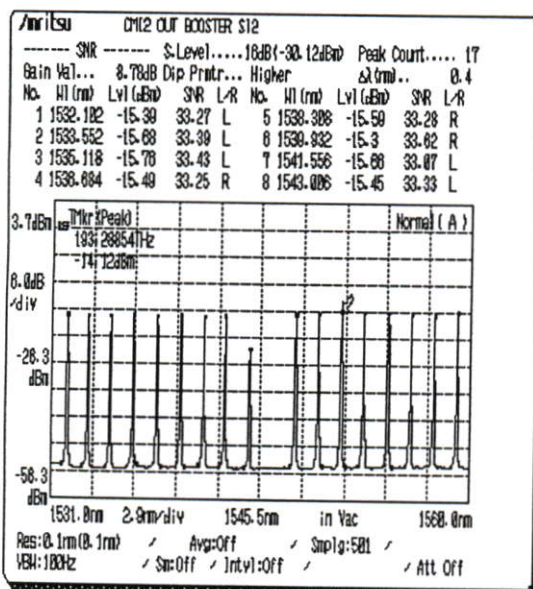 Anritsu CMI2 OUT BOOSTER S12
------- SNR ------- S.Level.....16dB(-30.12dBm) Peak Count..... 17
Gain Val... 8.78dB Dip Prmtr... Higher Δλ(nm).. 0.4
No. Wl(nm) Lvl(dBm) SNR L/R No. Wl(nm) Lvl(dBm) SNR L/R
1 1532.102 -15.39 33.27 L 5 1538.308 -15.59 33.28 R
2 1533.552 -15.68 33.39 L 6 1539.932 -15.3 33.62 R
3 1535.118 -15.78 33.43 L 7 1541.556 -15.66 33.07 L
4 1536.684 -15.49 33.25 R 8 1543.006 -15.45 33.33 L
3.7dBm TMkr(Peak) Normal(A)
193.28854THz
-14.12dBm
6.0dB
/div
2
-26.3
dBm
-56.3
dBm
1531.0nm 2.9nm/div 1545.5nm in Vac 1560.0nm
Res:0.1nm(0.1nm) / Avg:Off / Smplg:501 /
VBW:100Hz / Sm:Off / Intvl:Off / / Att Off